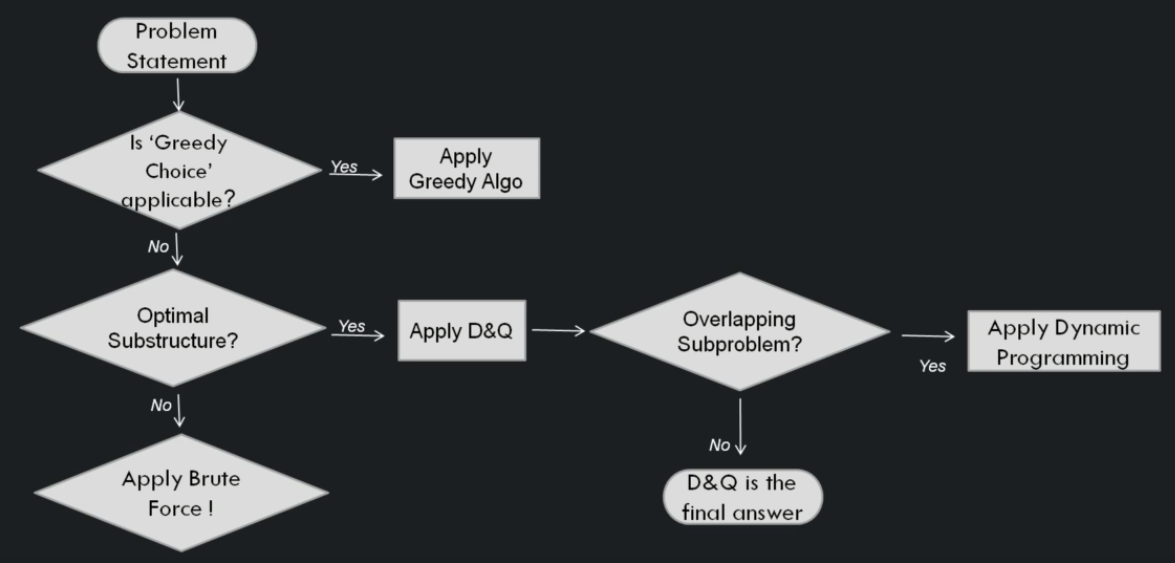 Problem
Statement
Is ‘Greedy
Choice’
applicable?
Yes
Apply
Greedy Algo
No
Optimal
Substructure?
Yes
Apply D&Q
Overlapping
Subproblem?
Yes
Apply Dynamic
Programming
No
Apply Brute
Force !
No
D&Q is the
final answer